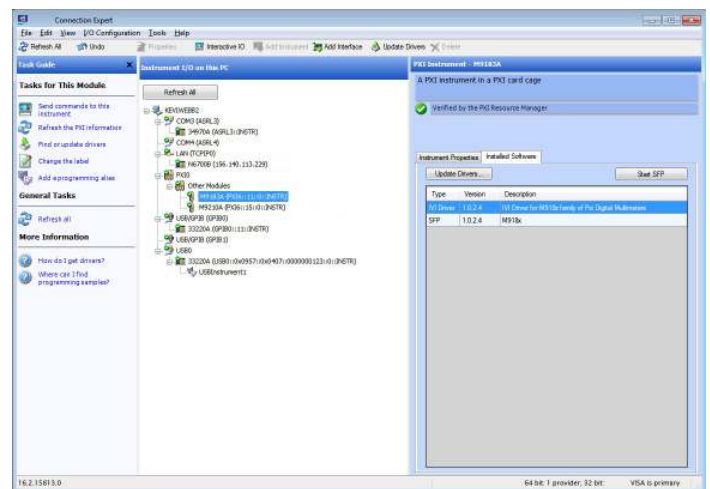 Connection Expert
File Edit View I/O Configuration Tools Help
Refresh All Undo Properties Interactive IO Add Instrument Add Interface Update Drivers Delete
Task Guide
Tasks for This Module
Send commands to this
instrument
Refresh the PXI information
Find or update drivers
Change the label
Add a programming alias
General Tasks
Refresh all
More Information
How do I get drivers?
Where can I find
programming samples?
Instrument I/O on this PC
Refresh All
KEVIWEBB2
COM3 (ASRL3)
34970A (ASRL3::INSTR)
COM4 (ASRL4)
LAN (TCPIP0)
N6700B (156.140.113.229)
PXI0
Other Modules
M9183A (PXI6::11::0::INSTR)
M9210A (PXI6::15::0::INSTR)
USB/GPIB (GPIB0)
33220A (GPIB0::11::INSTR)
USB/GPIB (GPIB1)
USB0
33220A (USB0::0x0957::0x0407::0000000123::0::INSTR)
USBInstrument1
PXI Instrument - M9183A
A PXI instrument in a PXI card cage
Verified by the PXI Resource Manager
Instrument Properties Installed Software
Update Drivers... Start SFP
Type Version Description
IVI Driver 1.0.2.4 IVI Driver for M918x family of Pxi Digital Multimeters
SFP 1.0.2.4 M918x
16.2.15813.0 64 bit: 1 provider; 32 bit: VISA is primary